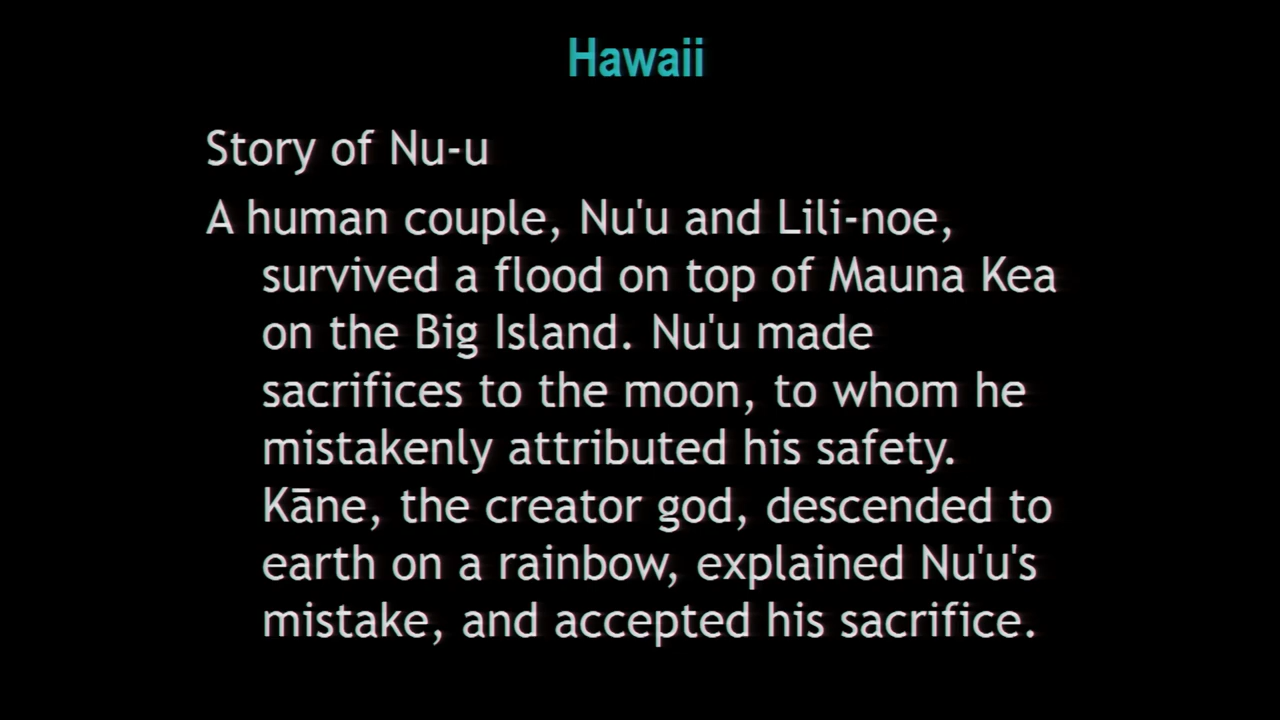 Hawaii
Story of Nu-u
A human couple, Nu'u and Lili-noe,
survived a flood on top of Mauna Kea
on the Big Island. Nu'u made
sacrifices to the moon, to whom he
mistakenly attributed his safety.
Kāne, the creator god, descended to
earth on a rainbow, explained Nu'u's
mistake, and accepted his sacrifice.